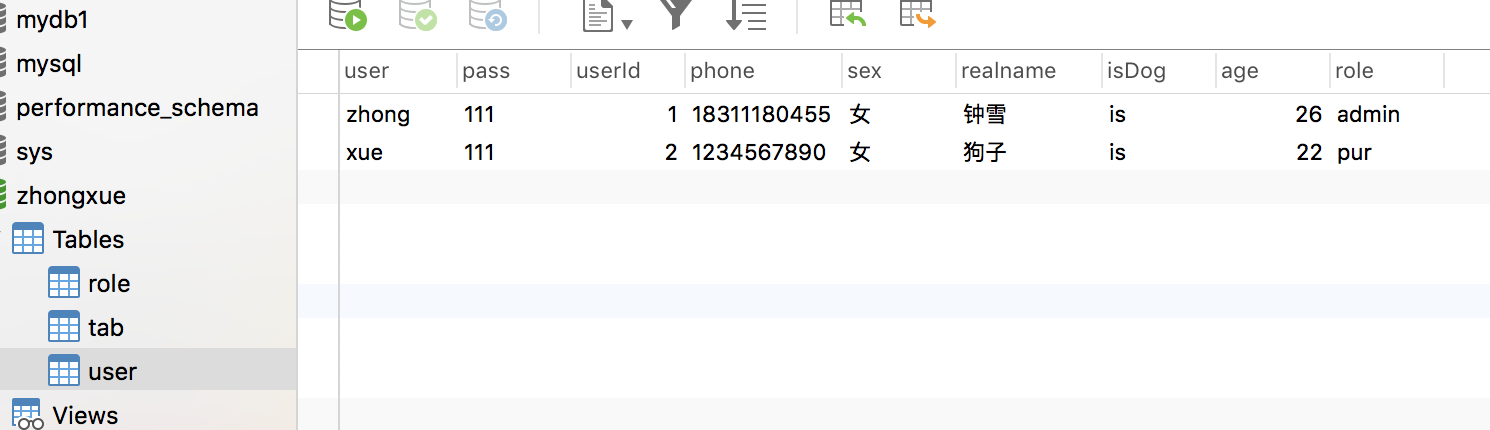 mydb1
mysql
performance_schema
sys
zhongxue
Tables
role
tab
user
Views
user pass userId phone sex realname isDog age role
zhong 111 1 18311180455 女 钟雪 is 26 admin
xue 111 2 1234567890 女 狗子 is 22 pur